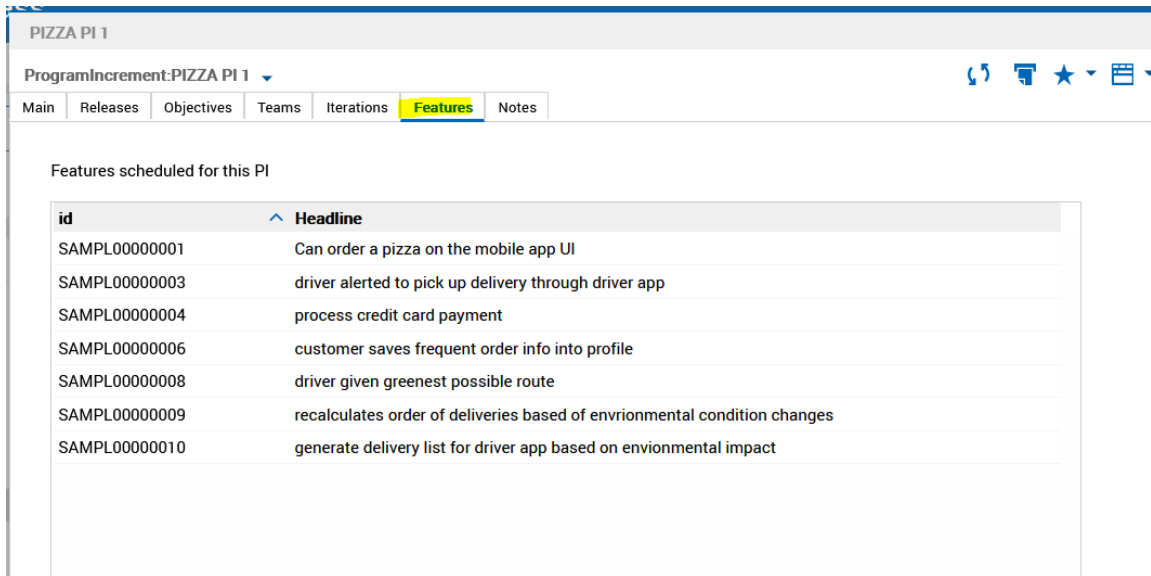 PIZZA PI 1
ProgramIncrement:PIZZA PI 1
Main Releases Objectives Teams Iterations Features Notes
Features scheduled for this PI
id Headline
SAMPL00000001 Can order a pizza on the mobile app UI
SAMPL00000003 driver alerted to pick up delivery through driver app
SAMPL00000004 process credit card payment
SAMPL00000006 customer saves frequent order info into profile
SAMPL00000008 driver given greenest possible route
SAMPL00000009 recalculates order of deliveries based of envrionmental condition changes
SAMPL00000010 generate delivery list for driver app based on envionmental impact